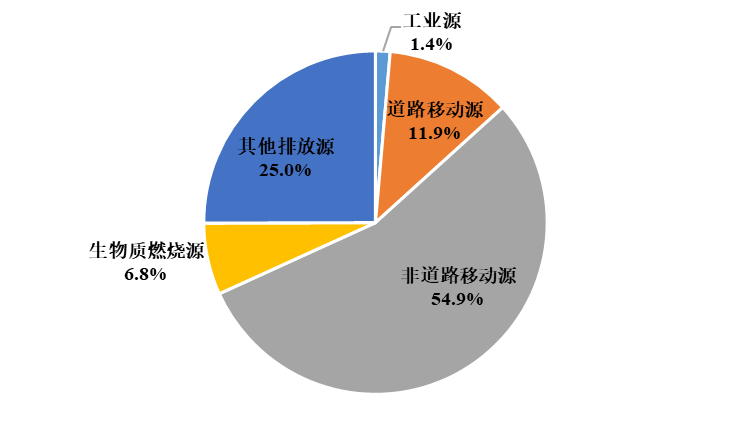 工业源
1.4%
道路移动源
11.9%
其他排放源
25.0%
生物质燃烧源
6.8%
非道路移动源
54.9%